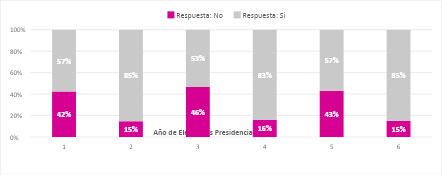 Respuesta: No Respuesta: Si
100%
80%
60%
40%
20%
0%
57% 85% 53% 83% 57% 85%
42% 15% 46% 16% 43% 15%
Año de Ele s Presidencia
1 2 3 4 5 6